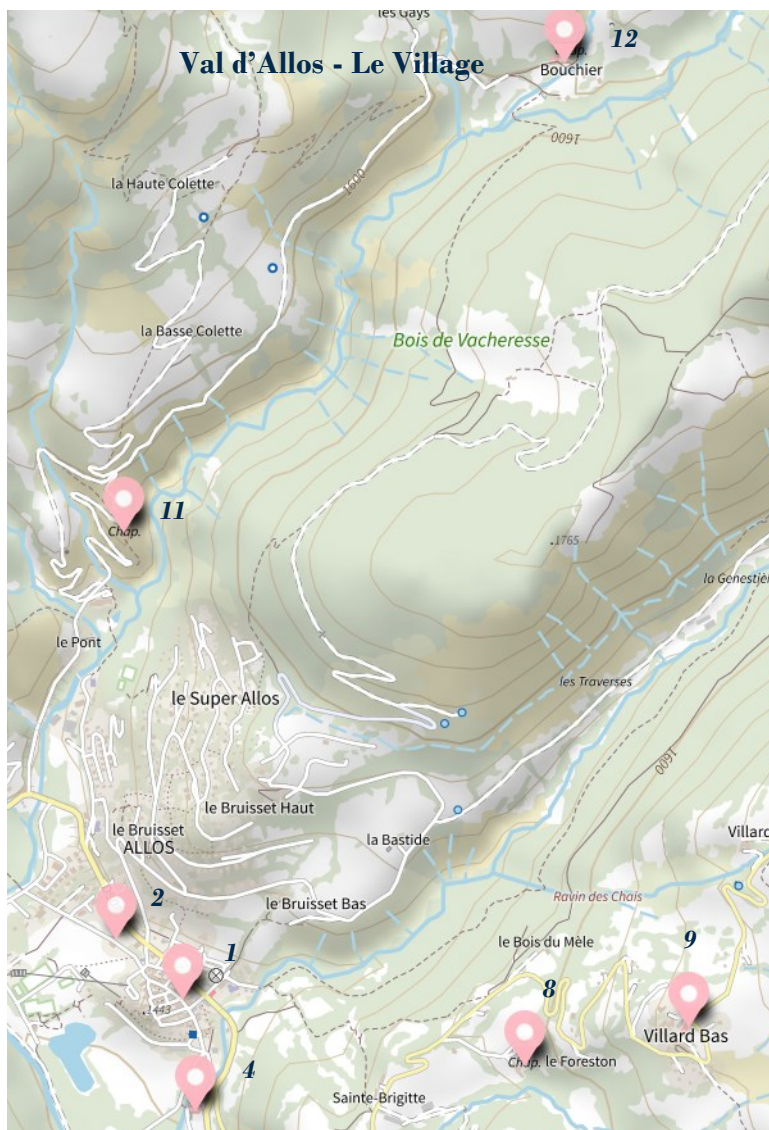 les Gays
12
Val d'Allos - Le Village
Chap.
Bouchier
1600
la Haute Colette
1600
la Basse Colette
Bois de Vacheresse
11
Chap.
.1765
la Genestièr
le Pont
les Traverses
le Super Allos
1600
le Bruisset Haut
le Bruisset
ALLOS
la Bastide
Villard
le Bruisset Bas
Ravin des Chais
2
le Bois du Mèle
9
1
8
.1443
Villard Bas
Chap.
le Foreston
4
Sainte-Brigitte